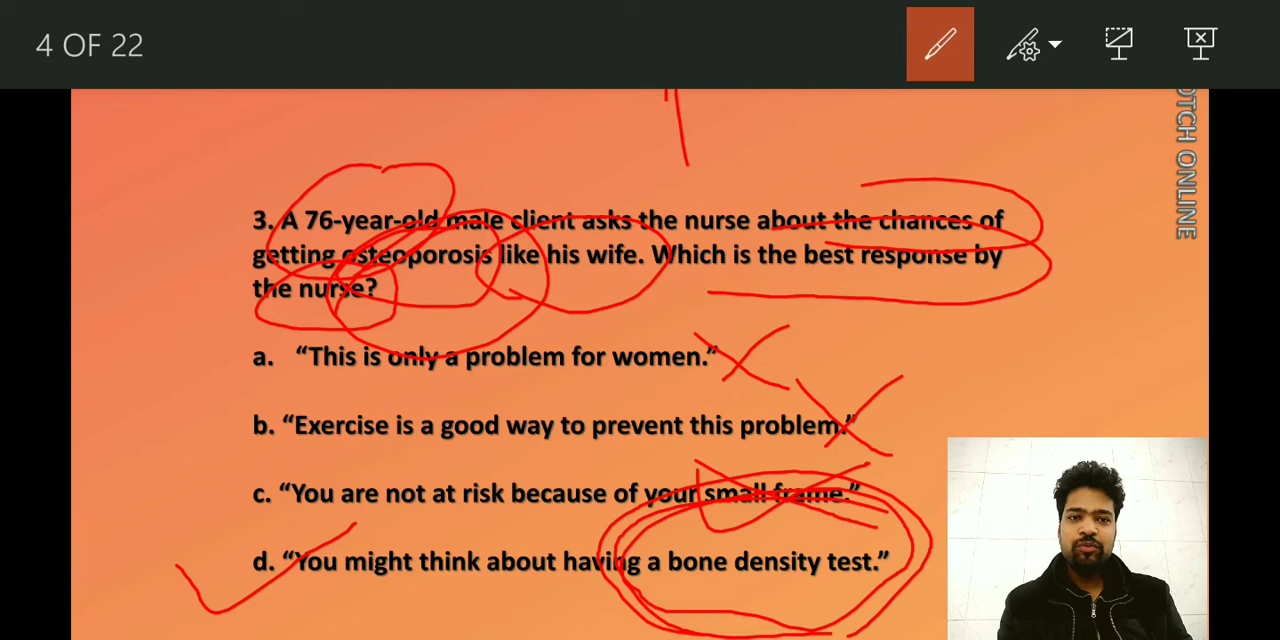 4 OF 22
OTCH ONLINE
3. A 76-year-old male client asks the nurse about the chances of
getting osteoporosis like his wife. Which is the best response by
the nurse?
a. “This is only a problem for women.”
b. “Exercise is a good way to prevent this problem.”
c. “You are not at risk because of your small frame.”
d. “You might think about having a bone density test.”